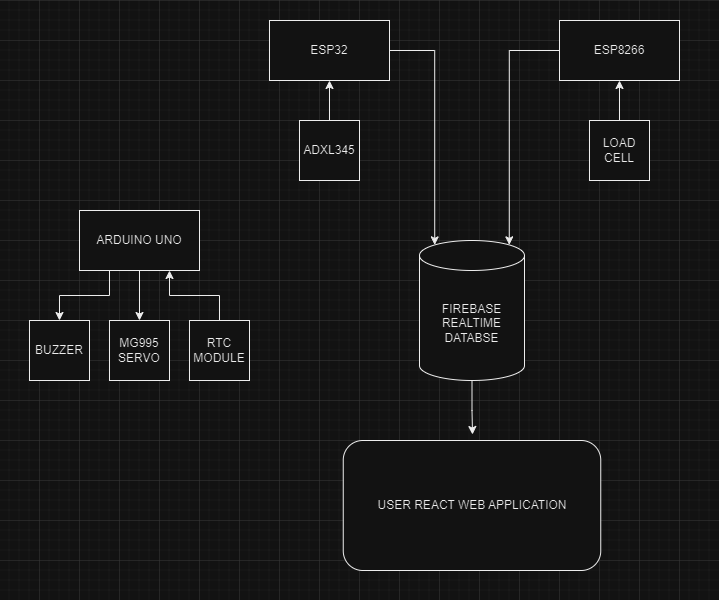 ESP32
ESP8266
ADXL345
LOAD
CELL
ARDUINO UNO
BUZZER
MG995
SERVO
RTC
MODULE
FIREBASE
REALTIME
DATABSE
USER REACT WEB APPLICATION